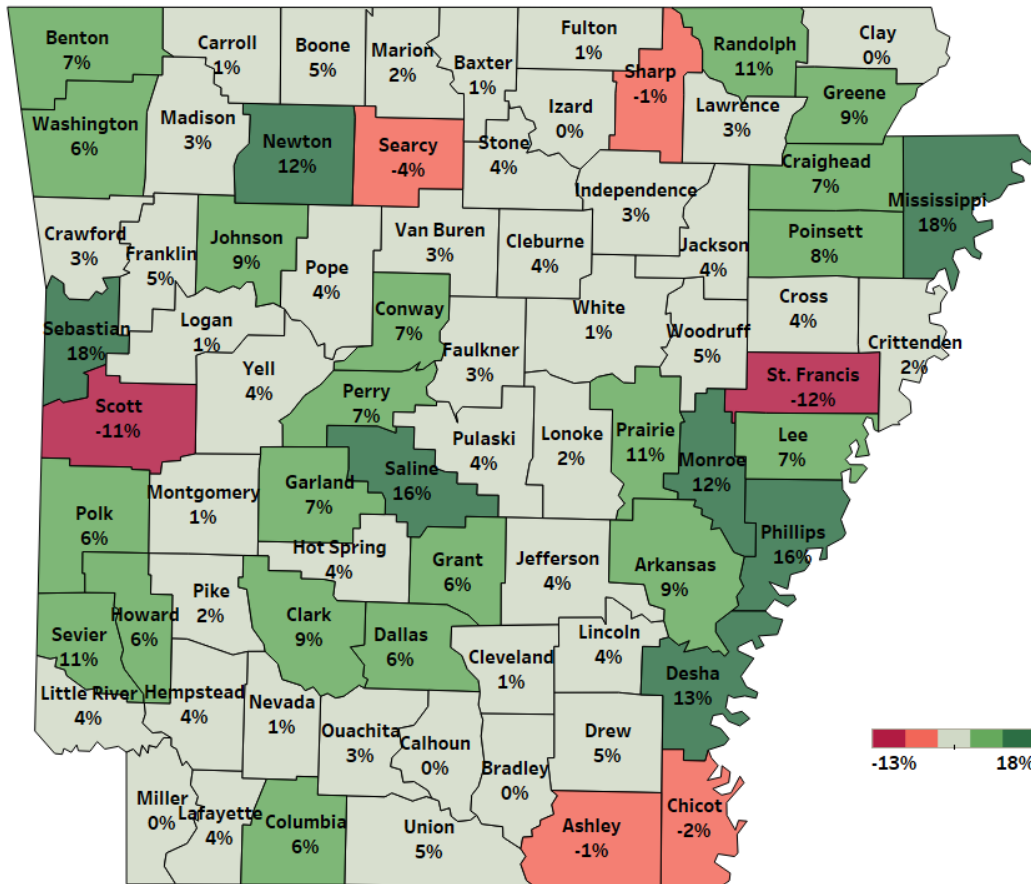 Benton
7%
Carroll
1%
Boone
5%
Marion
2%
Baxter
1%
Fulton
1%
Sharp
-1%
Randolph
11%
Clay
0%
Washington
6%
Madison
3%
Newton
12%
Searcy
-4%
Stone
4%
Izard
0%
Lawrence
3%
Greene
9%
Craighead
7%
Mississippi
18%
Independence
3%
Crawford
3%
Franklin
5%
Johnson
9%
Pope
4%
Van Buren
3%
Cleburne
4%
Jackson
4%
Poinsett
8%
Sebastian
18%
Logan
1%
Conway
7%
White
1%
Woodruff
5%
Cross
4%
Crittenden
2%
Scott
-11%
Yell
4%
Perry
7%
Faulkner
3%
St. Francis
-12%
Pulaski
4%
Lonoke
2%
Prairie
11%
Monroe
12%
Lee
7%
Polk
6%
Montgomery
1%
Garland
7%
Saline
16%
Phillips
16%
Hot Spring
4%
Grant
6%
Jefferson
4%
Arkansas
9%
Sevier
11%
Howard
6%
Pike
2%
Clark
9%
Dallas
6%
Cleveland
1%
Lincoln
4%
Desha
13%
Little River
4%
Hempstead
4%
Nevada
1%
Ouachita
3%
Calhoun
0%
Bradley
0%
Drew
5%
-13%
18%
Miller
0%
Lafayette
4%
Columbia
6%
Union
5%
Ashley
-1%
Chicot
-2%